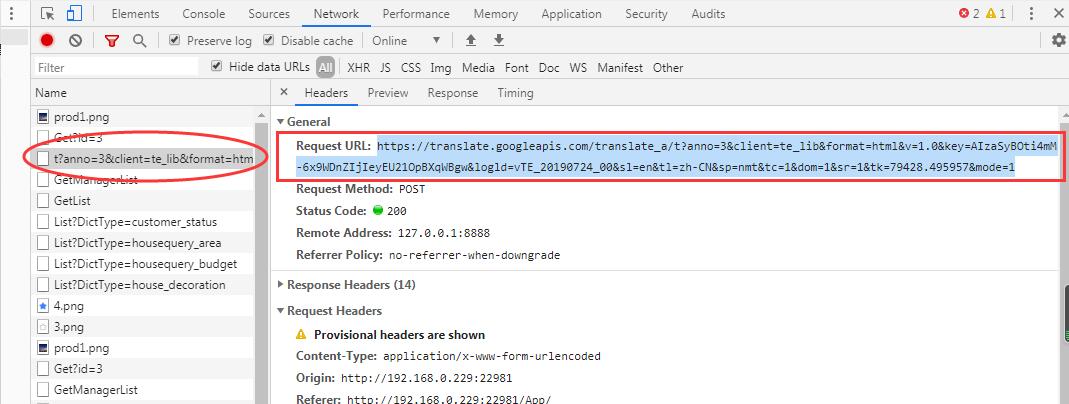 Elements Console Sources Network Performance Memory Application Security Audits 2 1
Preserve log Disable cache Online
Filter Hide data URLs All XHR JS CSS Img Media Font Doc WS Manifest Other
Name
prod1.png
Get?id=3
t?anno=3&client=te_lib&format=htm
GetManagerList
GetList
List?DictType=customer_status
List?DictType=housequery_area
List?DictType=housequery_budget
List?DictType=house_decoration
4.png
3.png
prod1.png
Get?id=3
GetManagerList
Headers Preview Response Timing
General
Request URL: https://translate.googleapis.com/translate_a/t?anno=3&client=te_lib&format=html&v=1.0&key=AIzaSyBOti4mM
-6x9WDnZIjIeyEU21OpBXqWBgw&logld=vTE_20190724_00&sl=en&tl=zh-CN&sp=nmt&tc=1&dom=1&sr=1&tk=79428.495957&mode=1
Request Method: POST
Status Code: 200
Remote Address: 127.0.0.1:8888
Referrer Policy: no-referrer-when-downgrade
Response Headers (14)
Request Headers
Provisional headers are shown
Content-Type: application/x-www-form-urlencoded
Origin: http://192.168.0.229:22981
Referer: http://192.168.0.229:22981/App/